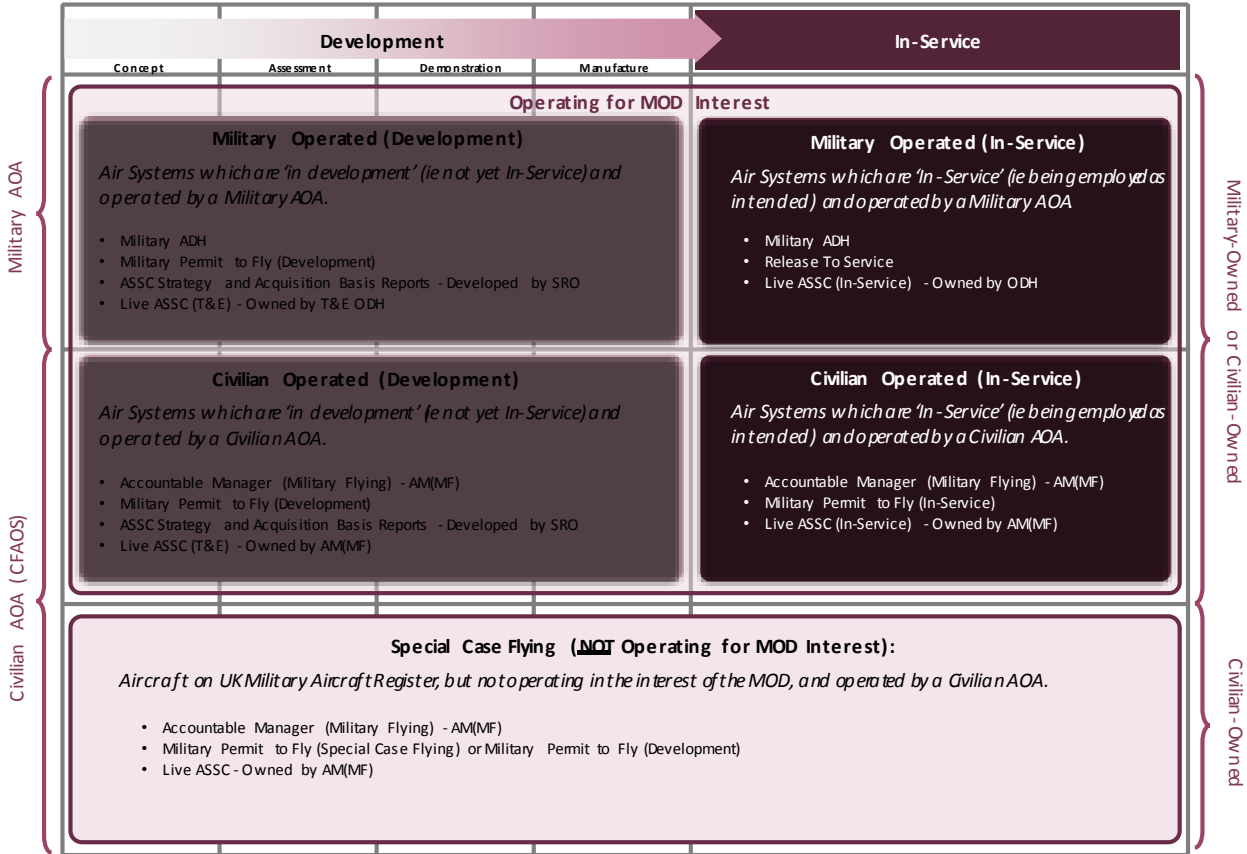 Development
In-Service
Concept
Assessment
Demonstration
Manufacture
Operating for MOD Interest
Military AOA
Military Operated (Development)
Air Systems which are ‘in development’ (ie not yet In-Service) and
operated by a Military AOA.
• Military ADH
• Military Permit to Fly (Development)
• ASSC Strategy and Acquisition Basis Reports - Developed by SRO
• Live ASSC (T&E) - Owned by T&E ODH
Military Operated (In-Service)
Air Systems which are ‘In-Service’ (ie being employed as
intended) and operated by a Military AOA
• Military ADH
• Release To Service
• Live ASSC (In-Service) - Owned by ODH
Military-Owned or Civilian-Owned
Civilian AOA (CFAOS)
Civilian Operated (Development)
Air Systems which are ‘in development’ (ie not yet In-Service) and
operated by a Civilian AOA.
• Accountable Manager (Military Flying) - AM(MF)
• Military Permit to Fly (Development)
• ASSC Strategy and Acquisition Basis Reports - Developed by SRO
• Live ASSC (T&E) - Owned by AM(MF)
Civilian Operated (In-Service)
Air Systems which are ‘In-Service’ (ie being employed as
intended) and operated by a Civilian AOA.
• Accountable Manager (Military Flying) - AM(MF)
• Military Permit to Fly (In-Service)
• Live ASSC (In-Service) - Owned by AM(MF)
Special Case Flying (NOT Operating for MOD Interest):
Aircraft on UK Military Aircraft Register, but not operating in the interest of the MOD, and operated by a Civilian AOA.
• Accountable Manager (Military Flying) - AM(MF)
• Military Permit to Fly (Special Case Flying) or Military Permit to Fly (Development)
• Live ASSC - Owned by AM(MF)
Civilian-Owned